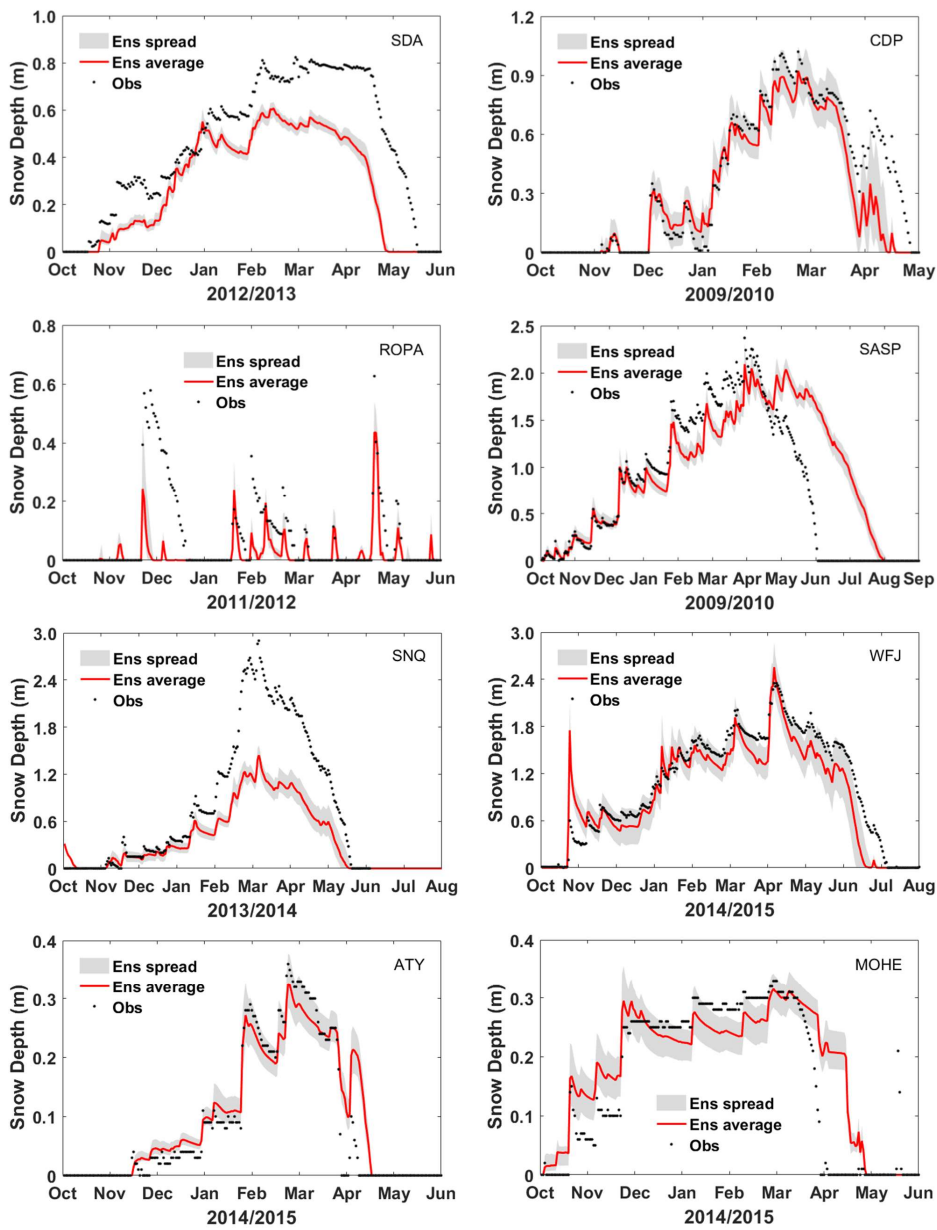 SDA
Snow Depth (m)
1.0
0.8
0.6
0.4
0.2
0
Ens spread
Ens average
Obs
Oct Nov Dec Jan Feb Mar Apr May Jun
2012/2013
CDP
Snow Depth (m)
1.2
0.9
0.6
0.3
0
Ens spread
Ens average
Obs
Oct Nov Dec Jan Feb Mar Apr May
2009/2010
ROPA
Snow Depth (m)
0.8
0.6
0.4
0.2
0
Ens spread
Ens average
Obs
Oct Nov Dec Jan Feb Mar Apr May Jun
2011/2012
SASP
Snow Depth (m)
2.5
2.0
1.5
1.0
0.5
0
Ens spread
Ens average
Obs
Oct Nov Dec Jan Feb Mar Apr May Jun Jul Aug Sep
2009/2010
SNQ
Snow Depth (m)
3.0
2.4
1.8
1.2
0.6
0
Ens spread
Ens average
Obs
Oct Nov Dec Jan Feb Mar Apr May Jun Jul Aug
2013/2014
WFJ
Snow Depth (m)
3.0
2.4
1.8
1.2
0.6
0
Ens spread
Ens average
Obs
Oct Nov Dec Jan Feb Mar Apr May Jun Jul Aug
2014/2015
ATY
Snow Depth (m)
0.4
0.3
0.2
0.1
0
Ens spread
Ens average
Obs
Oct Nov Dec Jan Feb Mar Apr May Jun
2014/2015
MOHE
Snow Depth (m)
0.4
0.3
0.2
0.1
0
Ens spread
Ens average
Obs
Oct Nov Dec Jan Feb Mar Apr May Jun
2014/2015